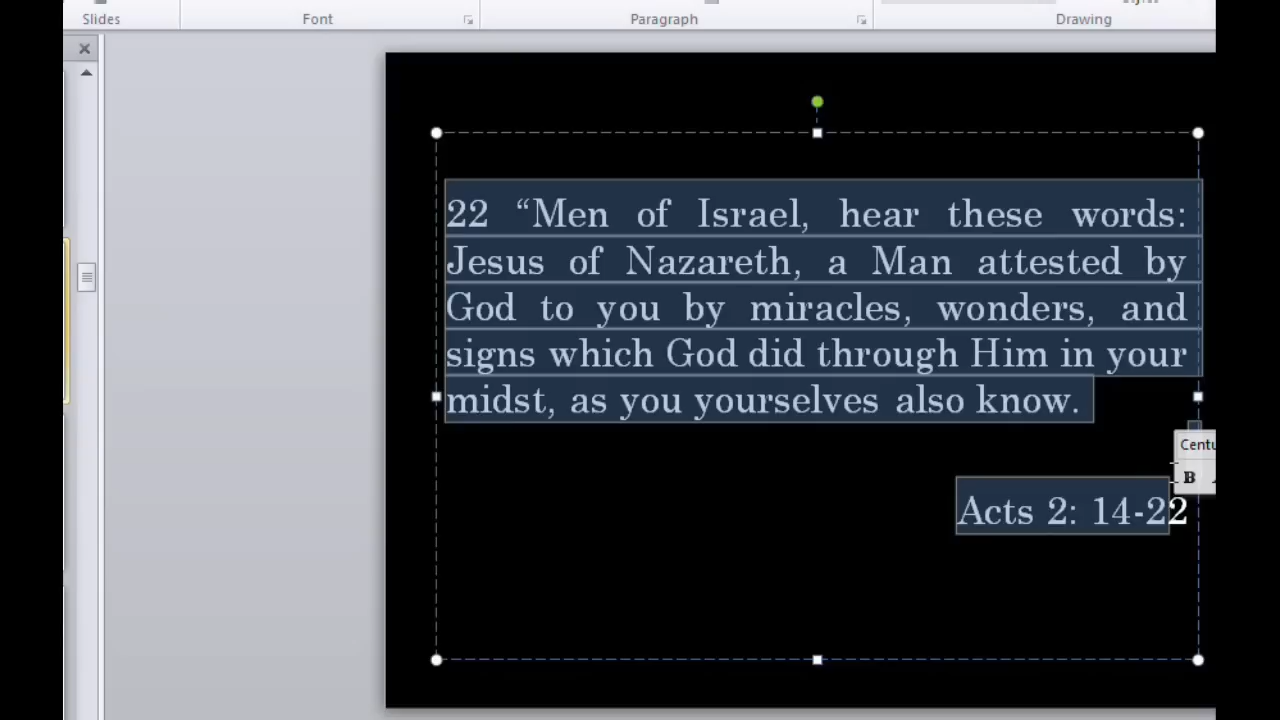 Slides Font Paragraph Drawing
22 “Men of Israel, hear these words:
Jesus of Nazareth, a Man attested by
God to you by miracles, wonders, and
signs which God did through Him in your
midst, as you yourselves also know.
Centu
B
Acts 2: 14-22